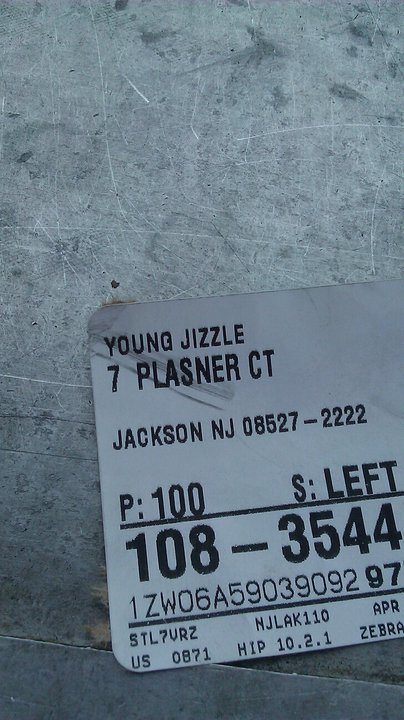 YOUNG JIZZLE
7 PLASNER CT
JACKSON NJ 08527-2222
P: 100 S: LEFT
108-3544
1ZW06A59039092 97
STL7VRZ NJLAK110 APR
US 0871 HIP 10.2.1 ZEBRA